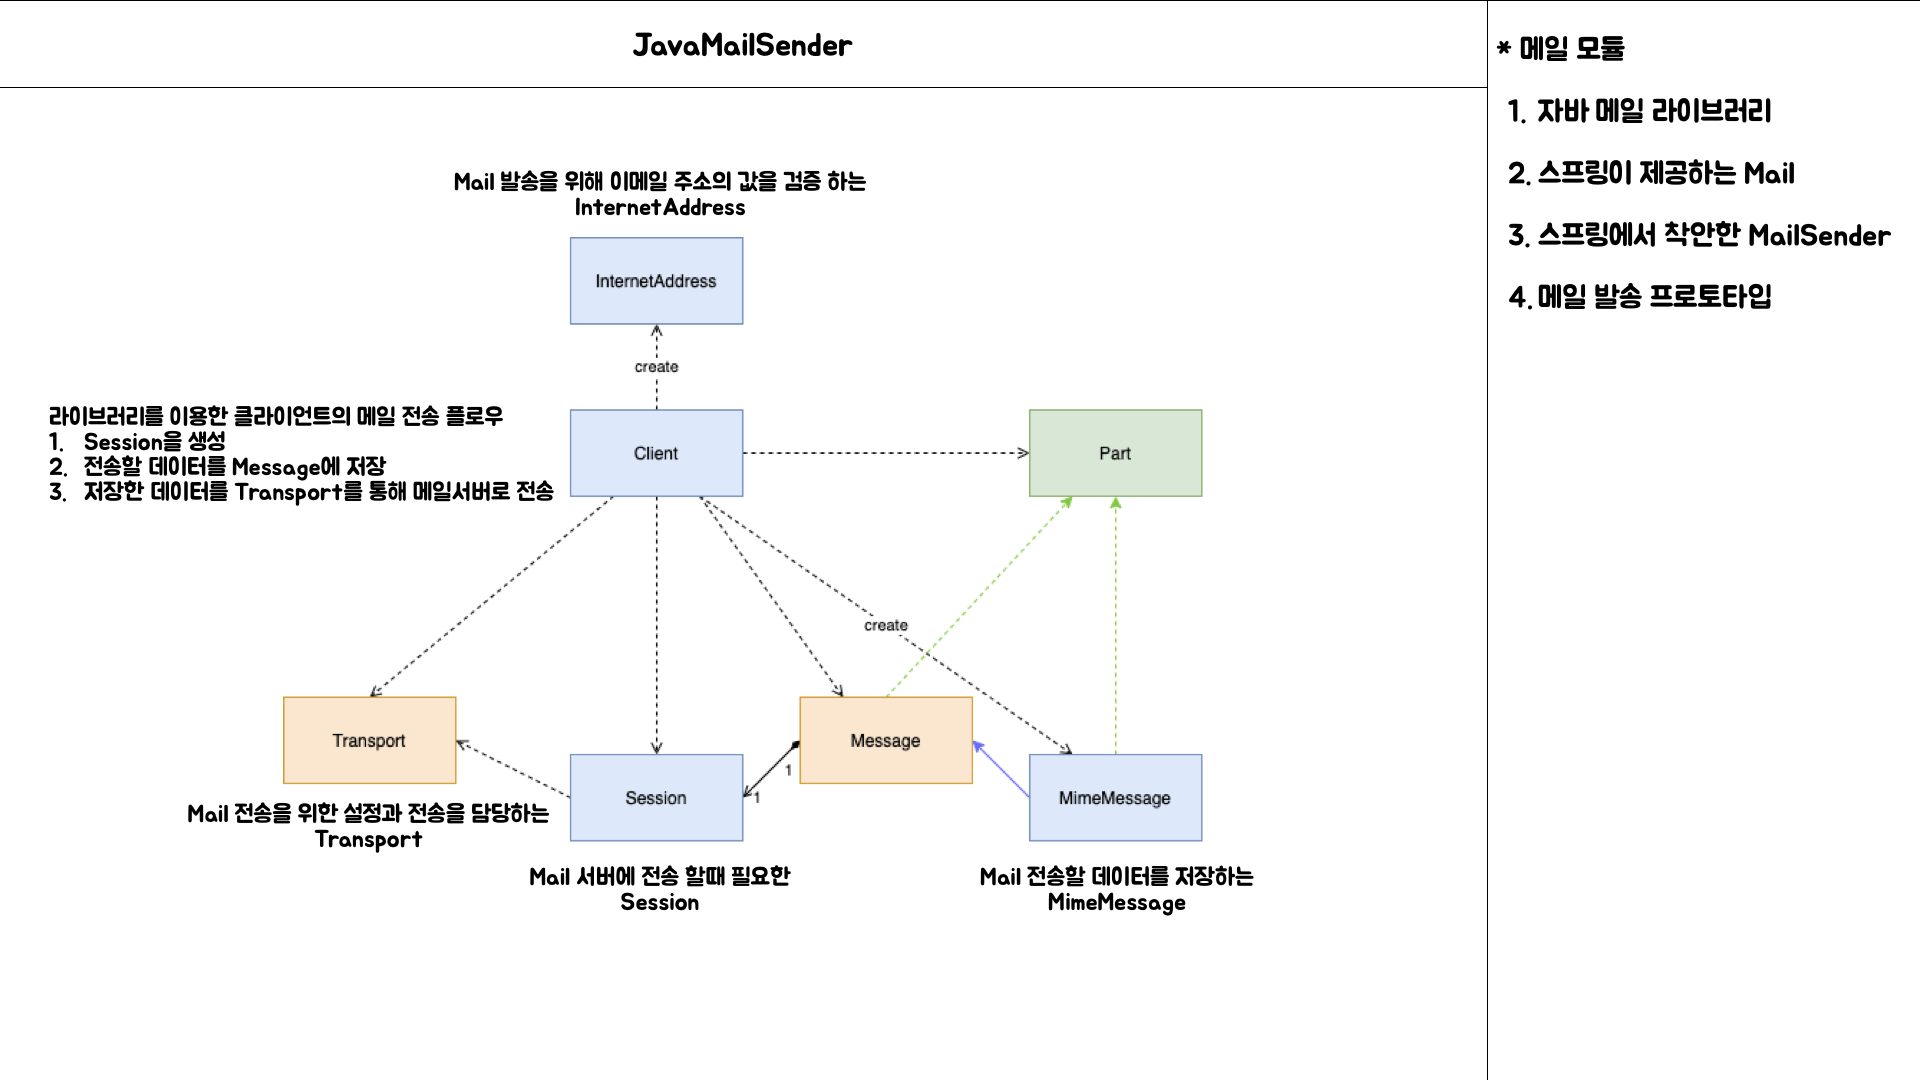 JavaMailSender
Mail 발송을 위해 이메일 주소의 값을 검증 하는
InternetAddress
InternetAddress
create
라이브러리를 이용한 클라이언트의 메일 전송 플로우
1. Session을 생성
2. 전송할 데이터를 Message에 저장
3. 저장한 데이터를 Transport를 통해 메일서버로 전송
Client
Part
create
Transport
Message
1
1
Session
MimeMessage
Mail 전송을 위한 설정과 전송을 담당하는
Transport
Mail 서버에 전송 할때 필요한
Session
Mail 전송할 데이터를 저장하는
MimeMessage
* 메일 모듈
1. 자바 메일 라이브러리
2. 스프링이 제공하는 Mail
3. 스프링에서 착안한 MailSender
4. 메일 발송 프로토타입